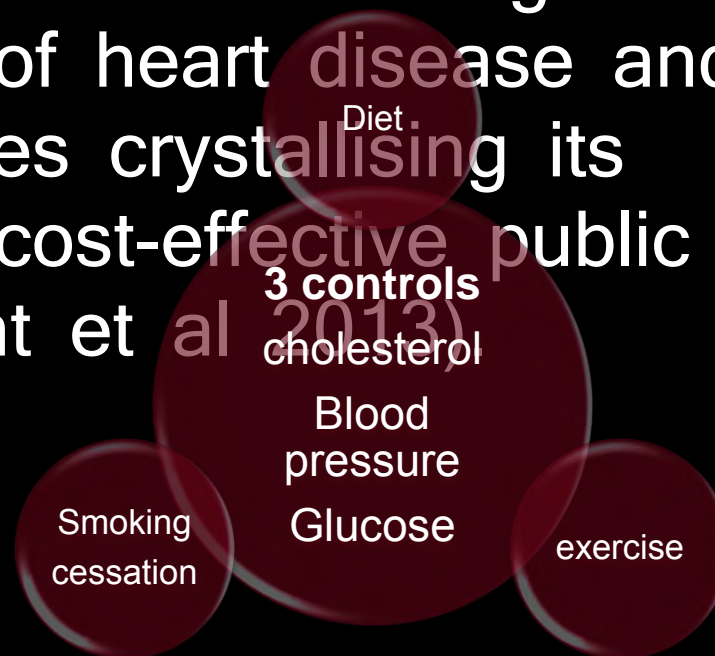 of heart disease and
Diet
es crystallising its
cost-effective public
3 controls
et al 2013).
cholesterol
Blood
pressure
Glucose
Smoking
cessation
exercise